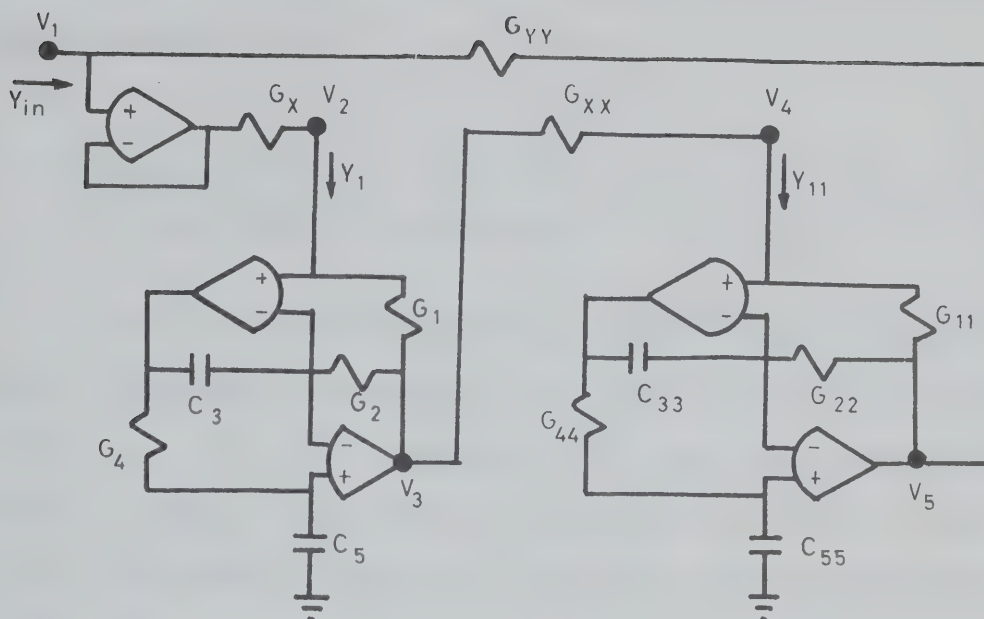 V1
GYY
Yin
+
−
GX
V2
GXX
V4
Y1
Y11
+
−
G1
+
−
G11
C3
G2
C33
G22
G4
−
+
V3
G44
−
+
V5
C5
C55